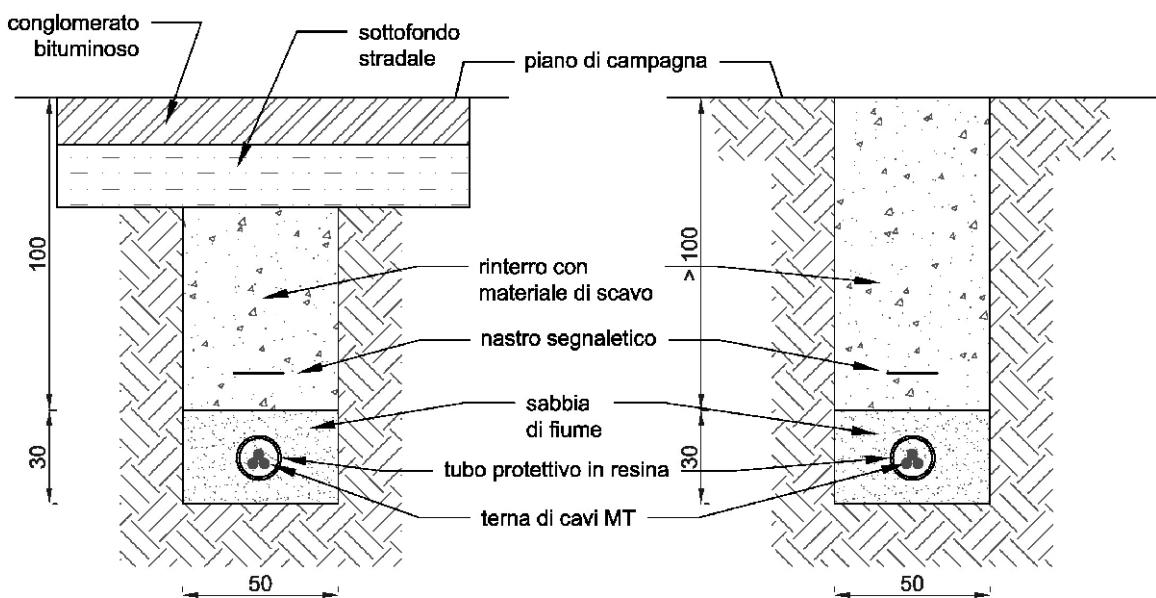 conglomerato
bituminoso
sottofondo
stradale
piano di campagna
100
> 100
rinterro con
materiale di scavo
nastro segnaletico
sabbia
di fiume
30
30
tubo protettivo in resina
terna di cavi MT
50
50